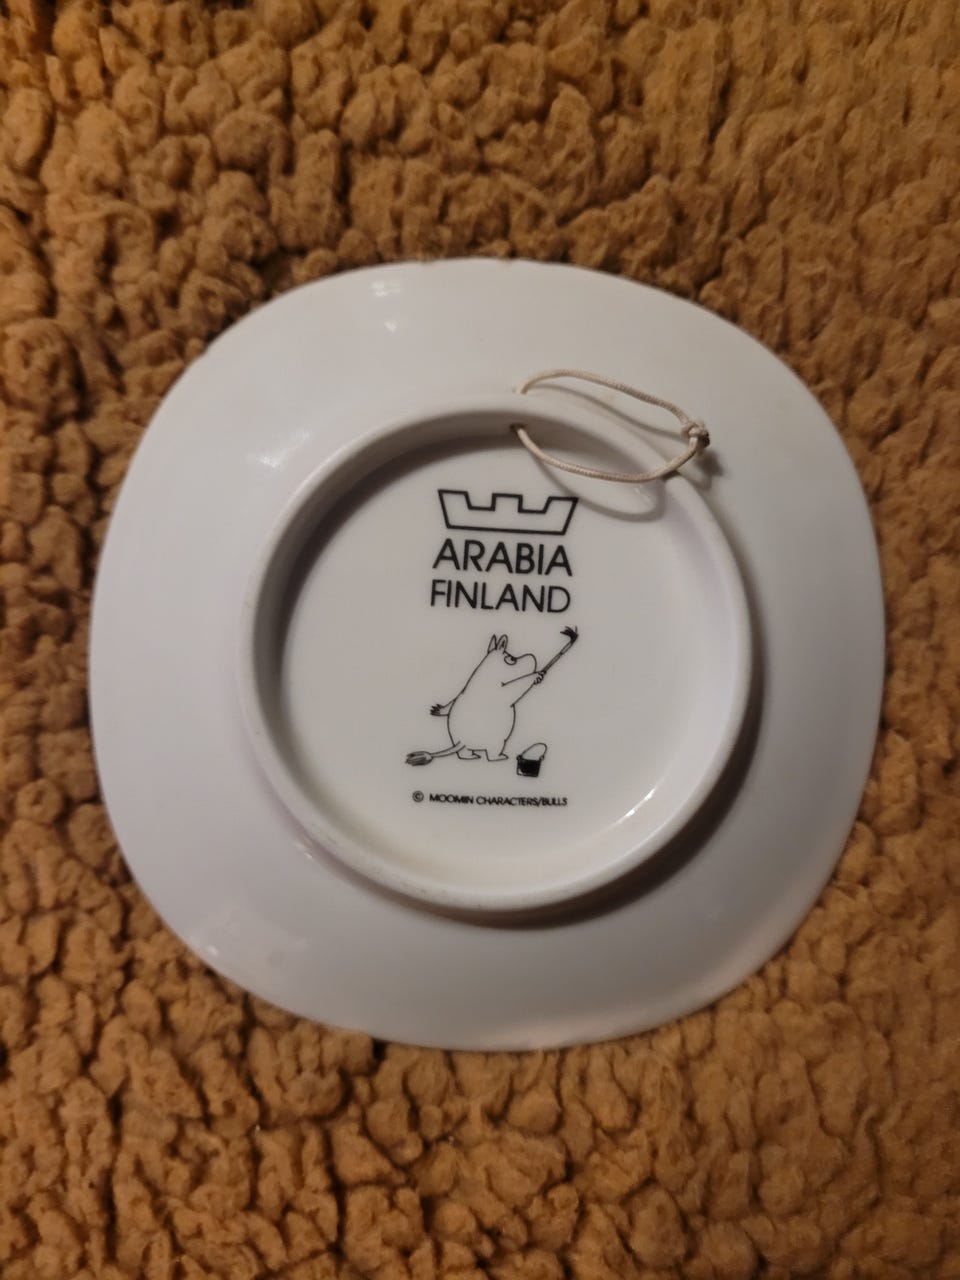 ARABIA
FINLAND
© MOOMIN CHARACTERS/BULLS